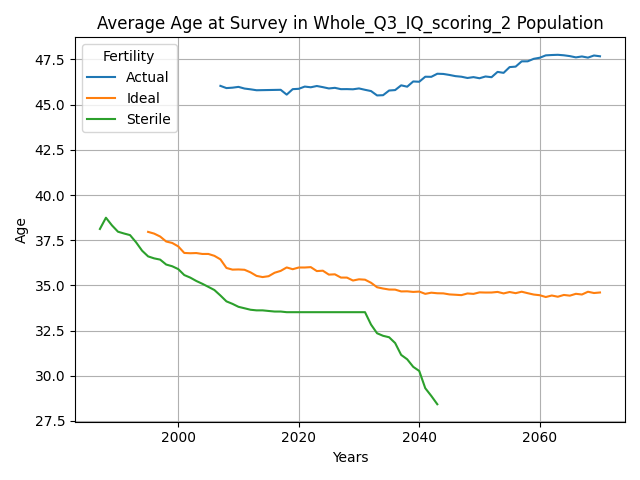 Average Age at Survey in Whole_Q3_IQ_scoring_2 Population
Fertility
Actual
Ideal
Sterile
47.5
45.0
42.5
40.0
37.5
35.0
32.5
30.0
27.5
Age
2000 2020 2040 2060
Years